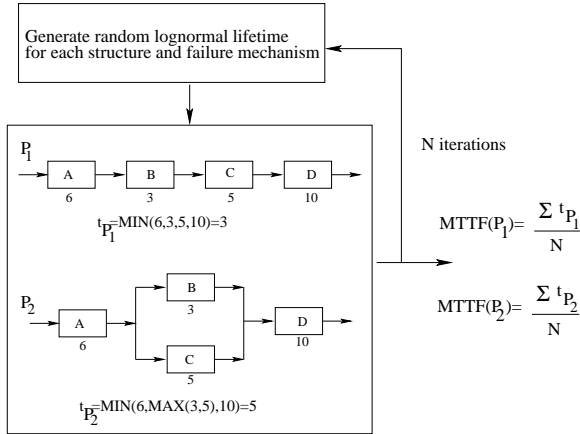 Generate random lognormal lifetime
for each structure and failure mechanism
N iterations
P1
A
B
C
D
6
3
5
10
tP1=MIN(6,3,5,10)=3
P2
A
B
C
D
6
3
5
10
tP2=MIN(6,MAX(3,5),10)=5
MTTF(P1)= Σ tP1
N
MTTF(P2)= Σ tP2
N